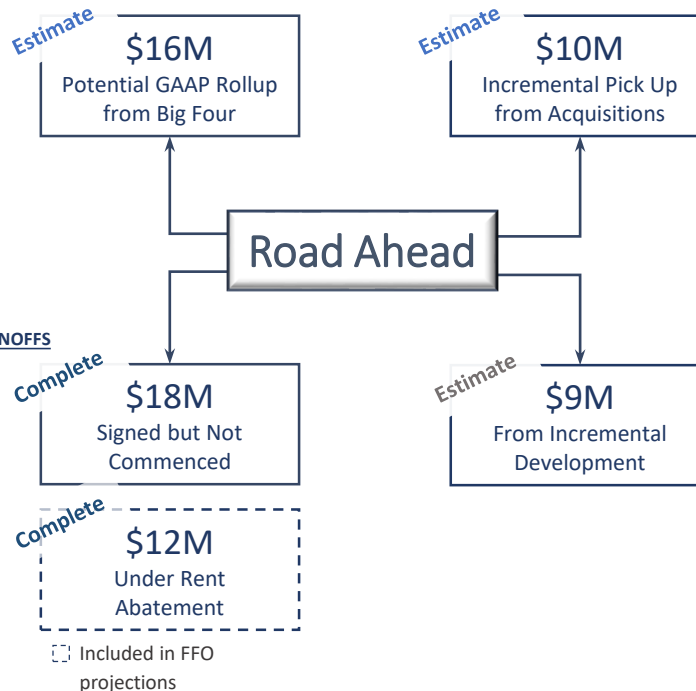 Estimate
$16M
Potential GAAP Rollup
from Big Four
Estimate
$10M
Incremental Pick Up
from Acquisitions
Road Ahead
NOFFS
Complete
$18M
Signed but Not
Commenced
Estimate
$9M
From Incremental
Development
Complete
$12M
Under Rent
Abatement
Included in FFO
projections